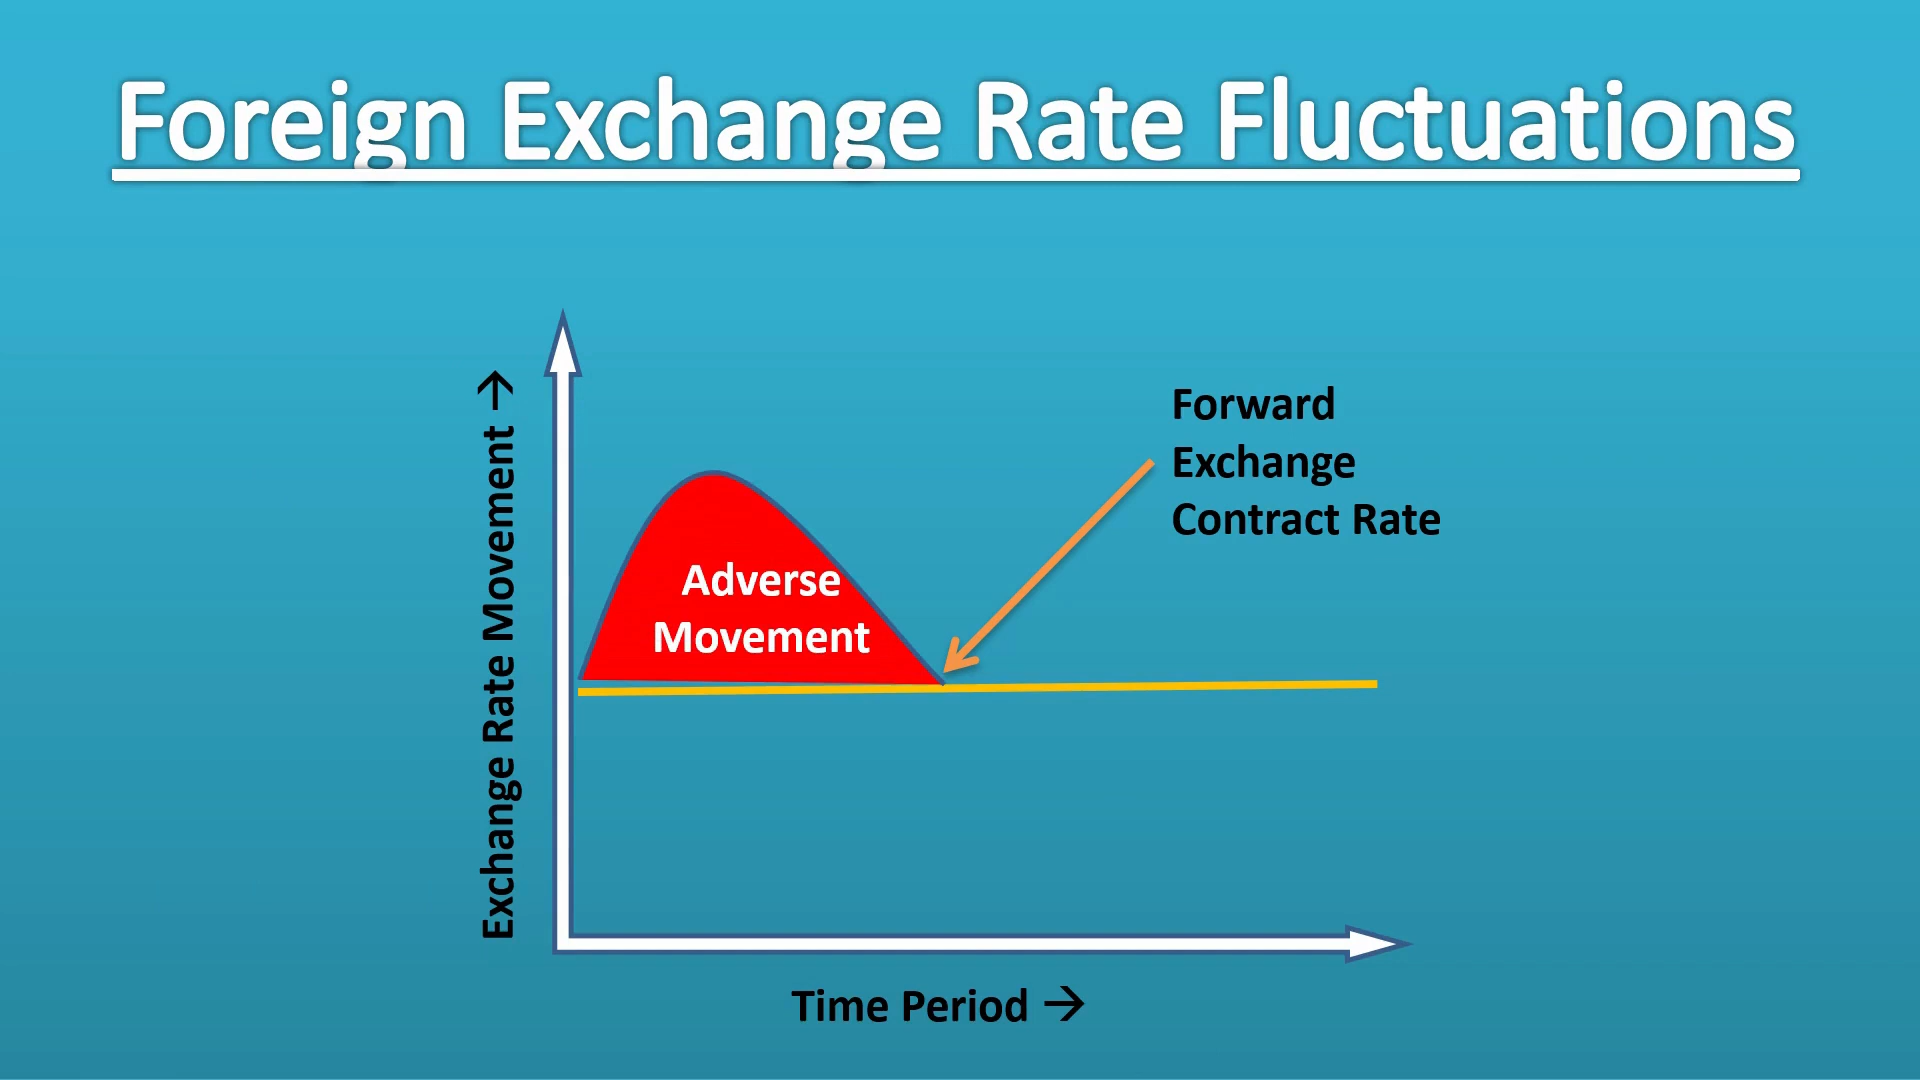 Foreign Exchange Rate Fluctuations
Exchange Rate Movement →
Forward
Exchange
Contract Rate
Adverse
Movement
Time Period →